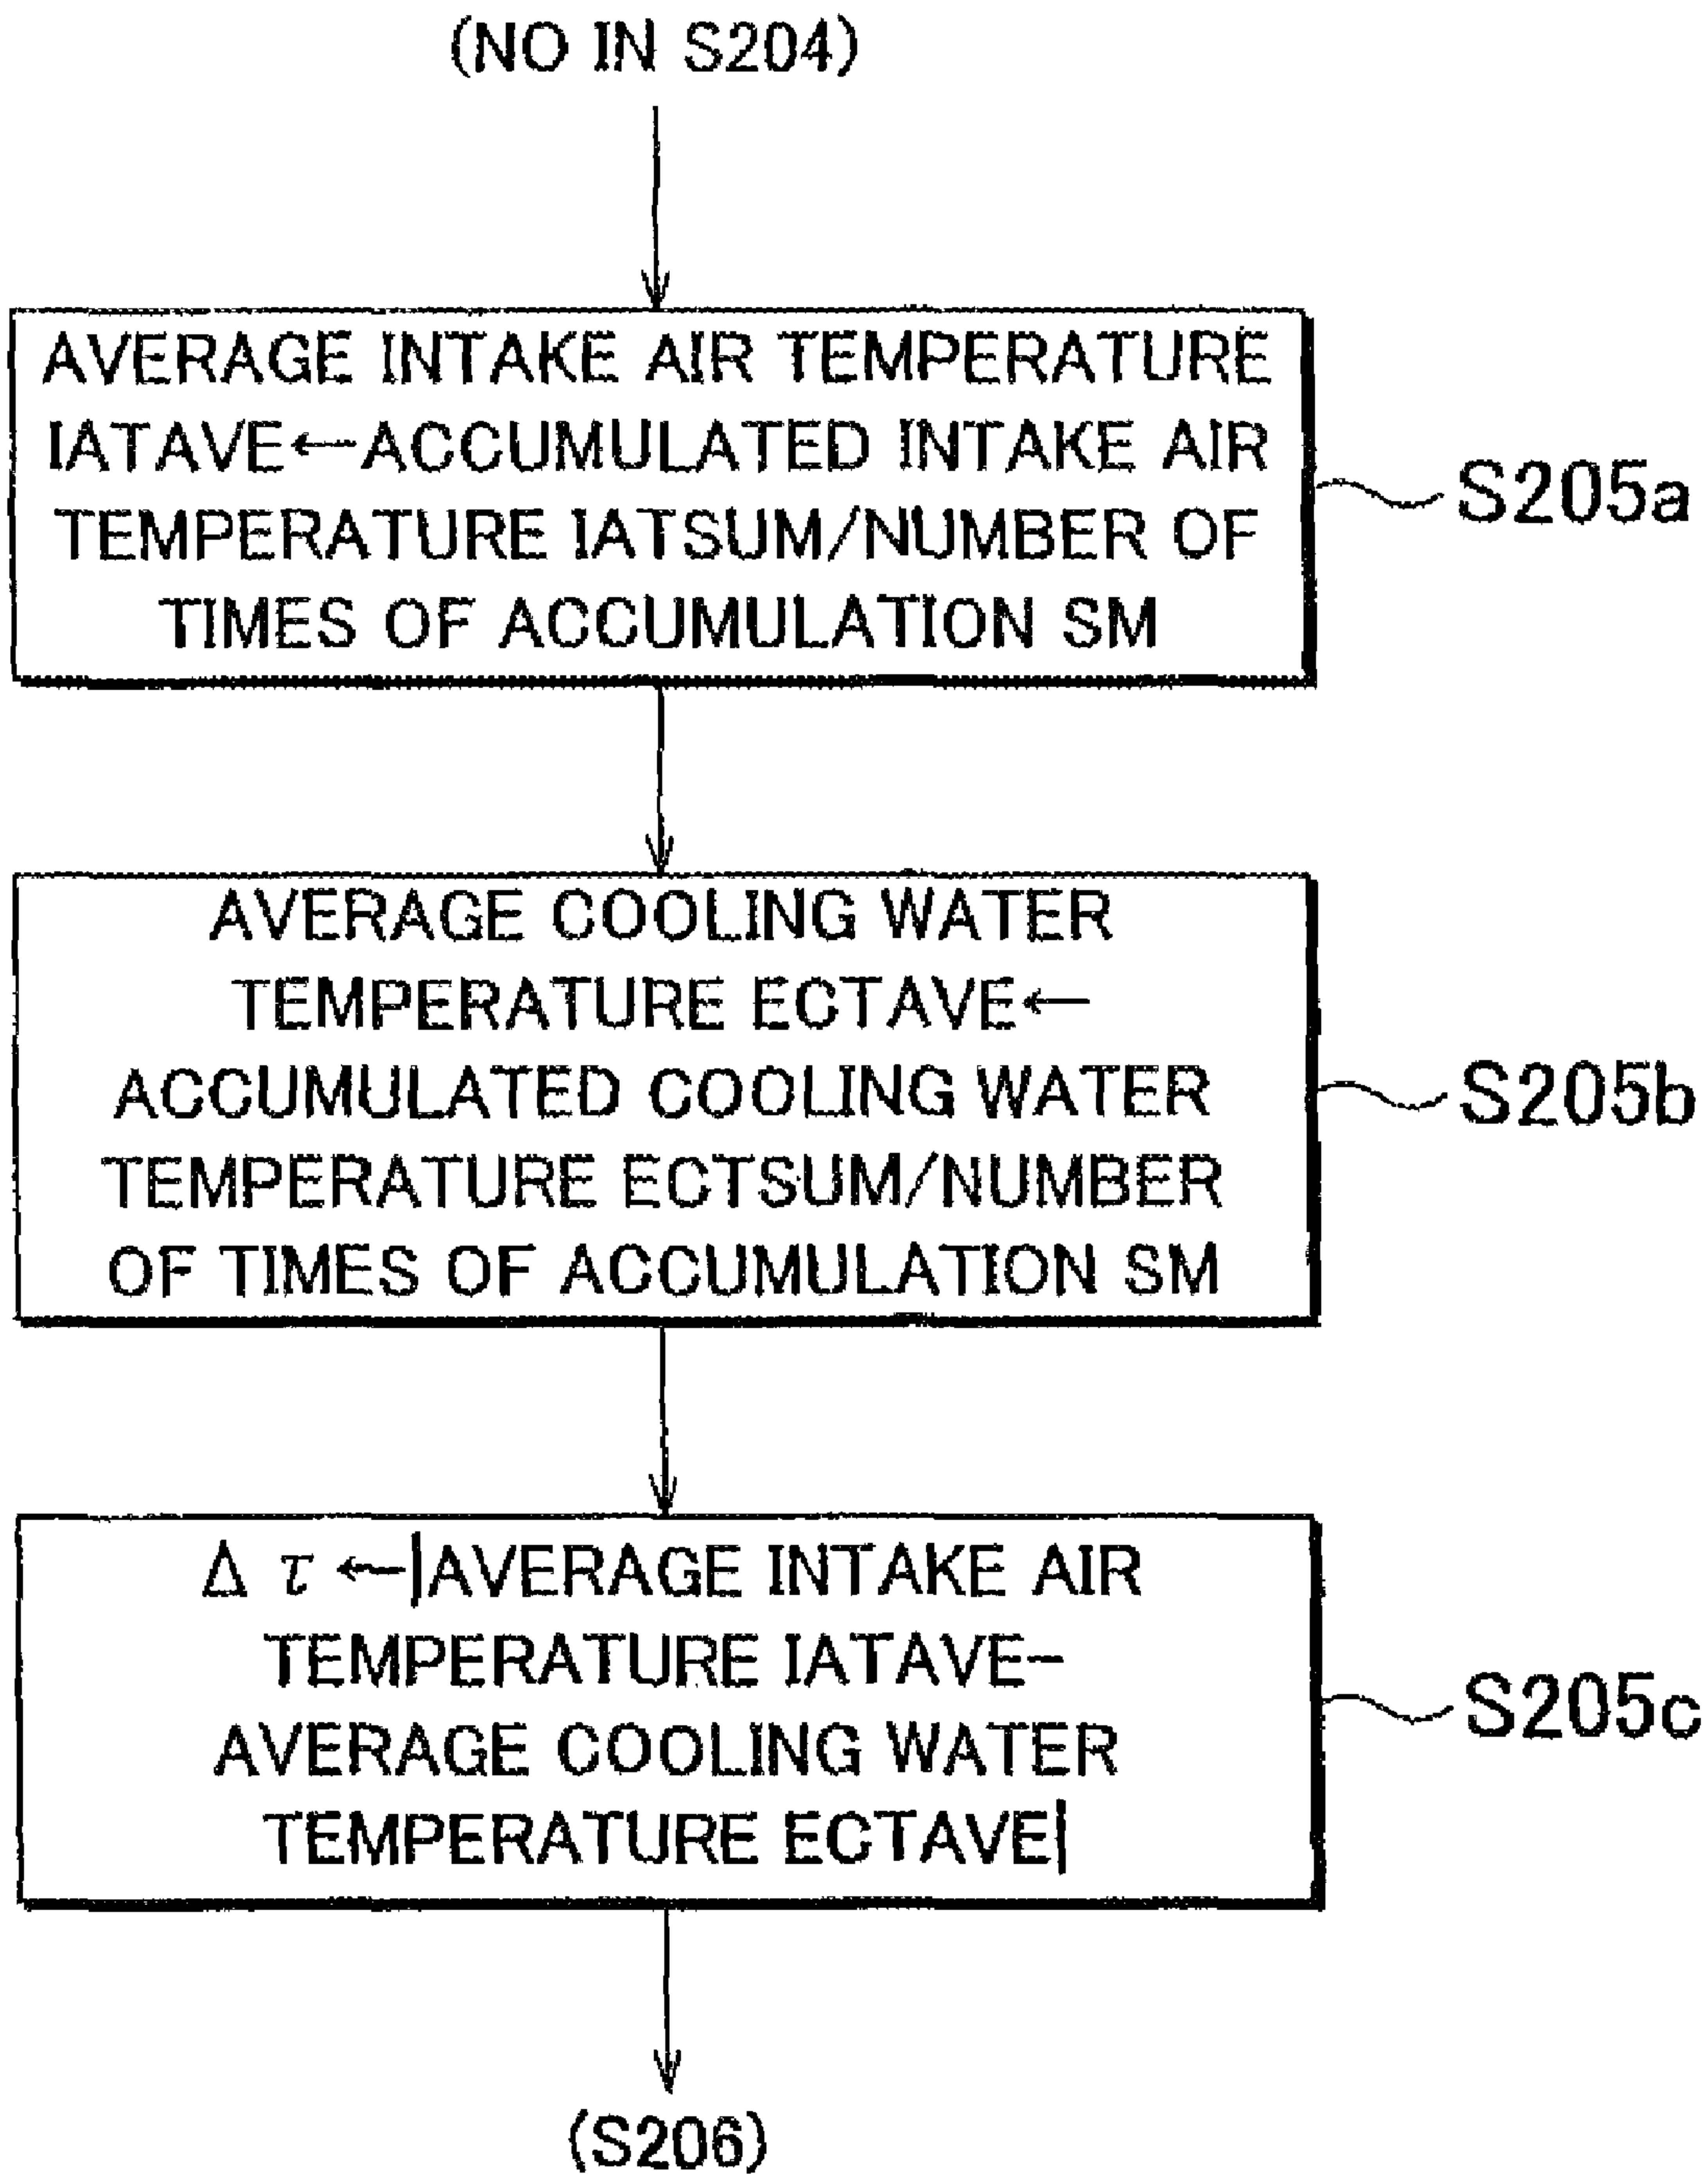 (NO IN S204)
AVERAGE INTAKE AIR TEMPERATURE
IATAVE←ACCUMULATED INTAKE AIR
TEMPERATURE IATSUM/NUMBER OF
TIMES OF ACCUMULATION SM
S205a
AVERAGE COOLING WATER
TEMPERATURE ECTAVE←
ACCUMULATED COOLING WATER
TEMPERATURE ECTSUM/NUMBER
OF TIMES OF ACCUMULATION SM
S205b
Δ τ ←|AVERAGE INTAKE AIR
TEMPERATURE IATAVE-
AVERAGE COOLING WATER
TEMPERATURE ECTAVE|
S205c
(S206)